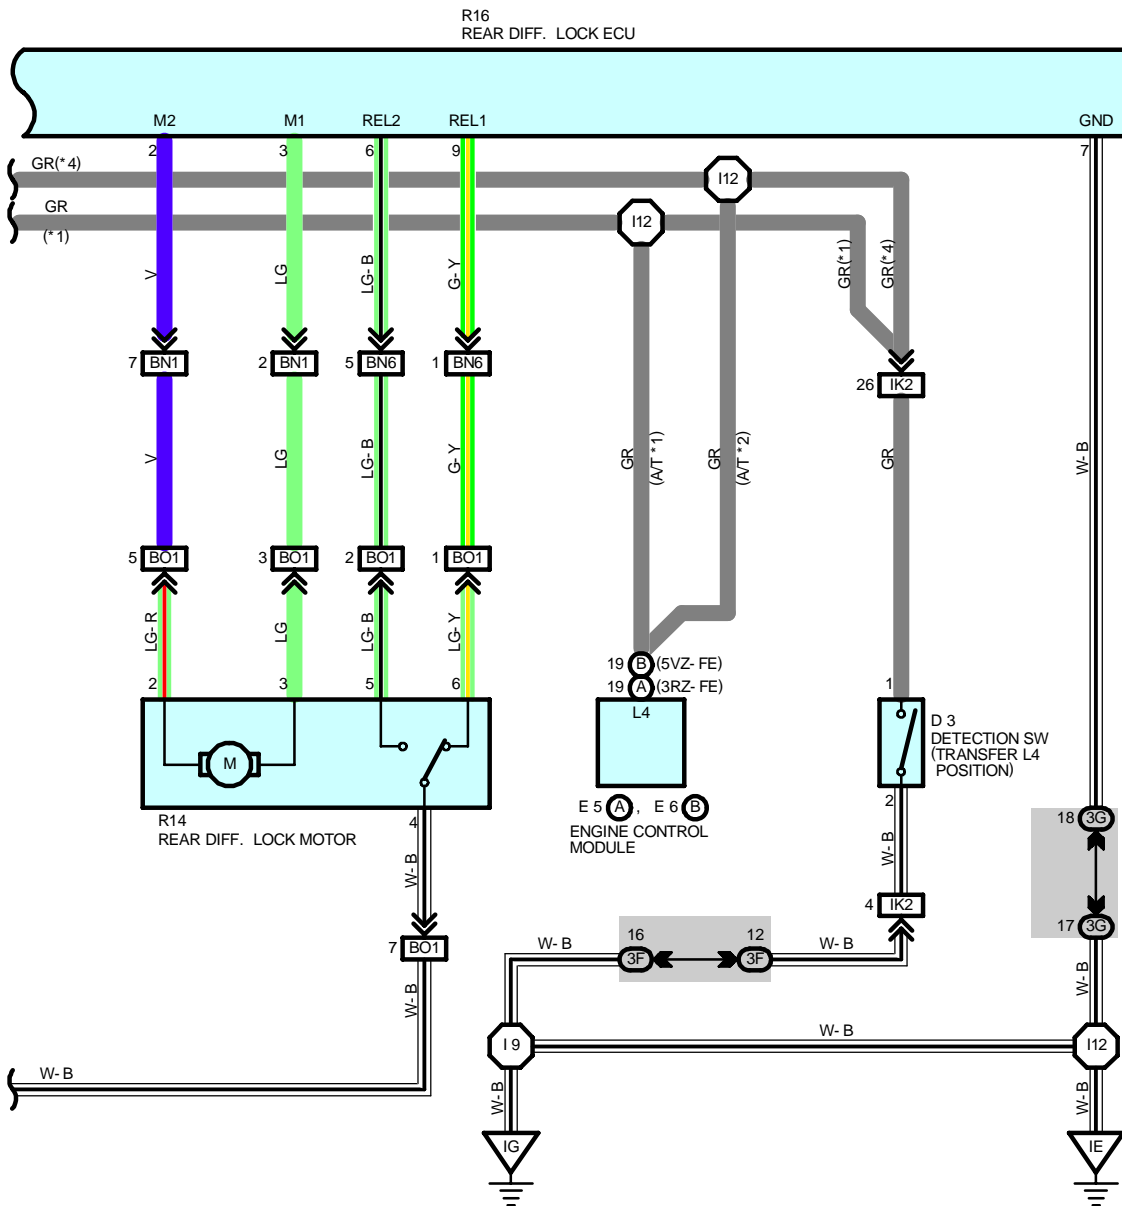 R16
REAR DIFF. LOCK ECU
M2 M1 REL2 REL1 GND
2 3 6 9 7
GR(*4)
I12
GR
(*1)
I12
V LG LG-B G-Y GR(*1) GR(*4)
7 BN1 2 BN1 5 BN6 1 BN6
26 IK2
V LG LG-B G-Y GR (A/T *1) GR (A/T *2) GR W-B
5 BO1 3 BO1 2 BO1 1 BO1
LG-R LG LG-B LG-Y
19 B (5VZ-FE)
19 A (3RZ-FE)
2 3 5 6 1
L4
D 3
DETECTION SW
(TRANSFER L4
POSITION)
M
2
E 5 A , E 6 B
ENGINE CONTROL
MODULE
R14
REAR DIFF. LOCK MOTOR
4
18 3G
W-B W-B
4 IK2
17 3G
7 BO1
W-B 16 3F 12 3F W-B
W-B W-B
I 9 W-B I12
W-B
W-B W-B
IG IE